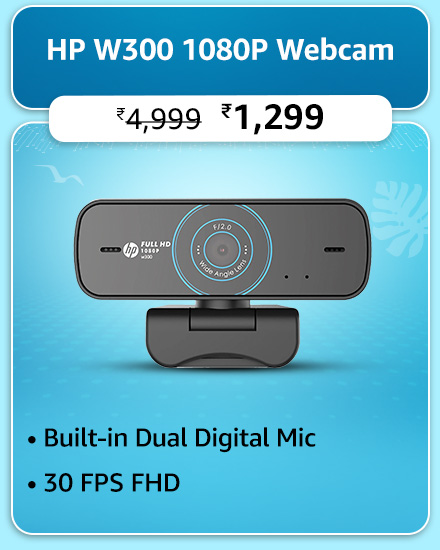 HP W300 1080P Webcam
₹4,999 ₹1,299
F/2.0
hp FULL HD
1080P
W300
Wide Angle Lens
• Built-in Dual Digital Mic
• 30 FPS FHD